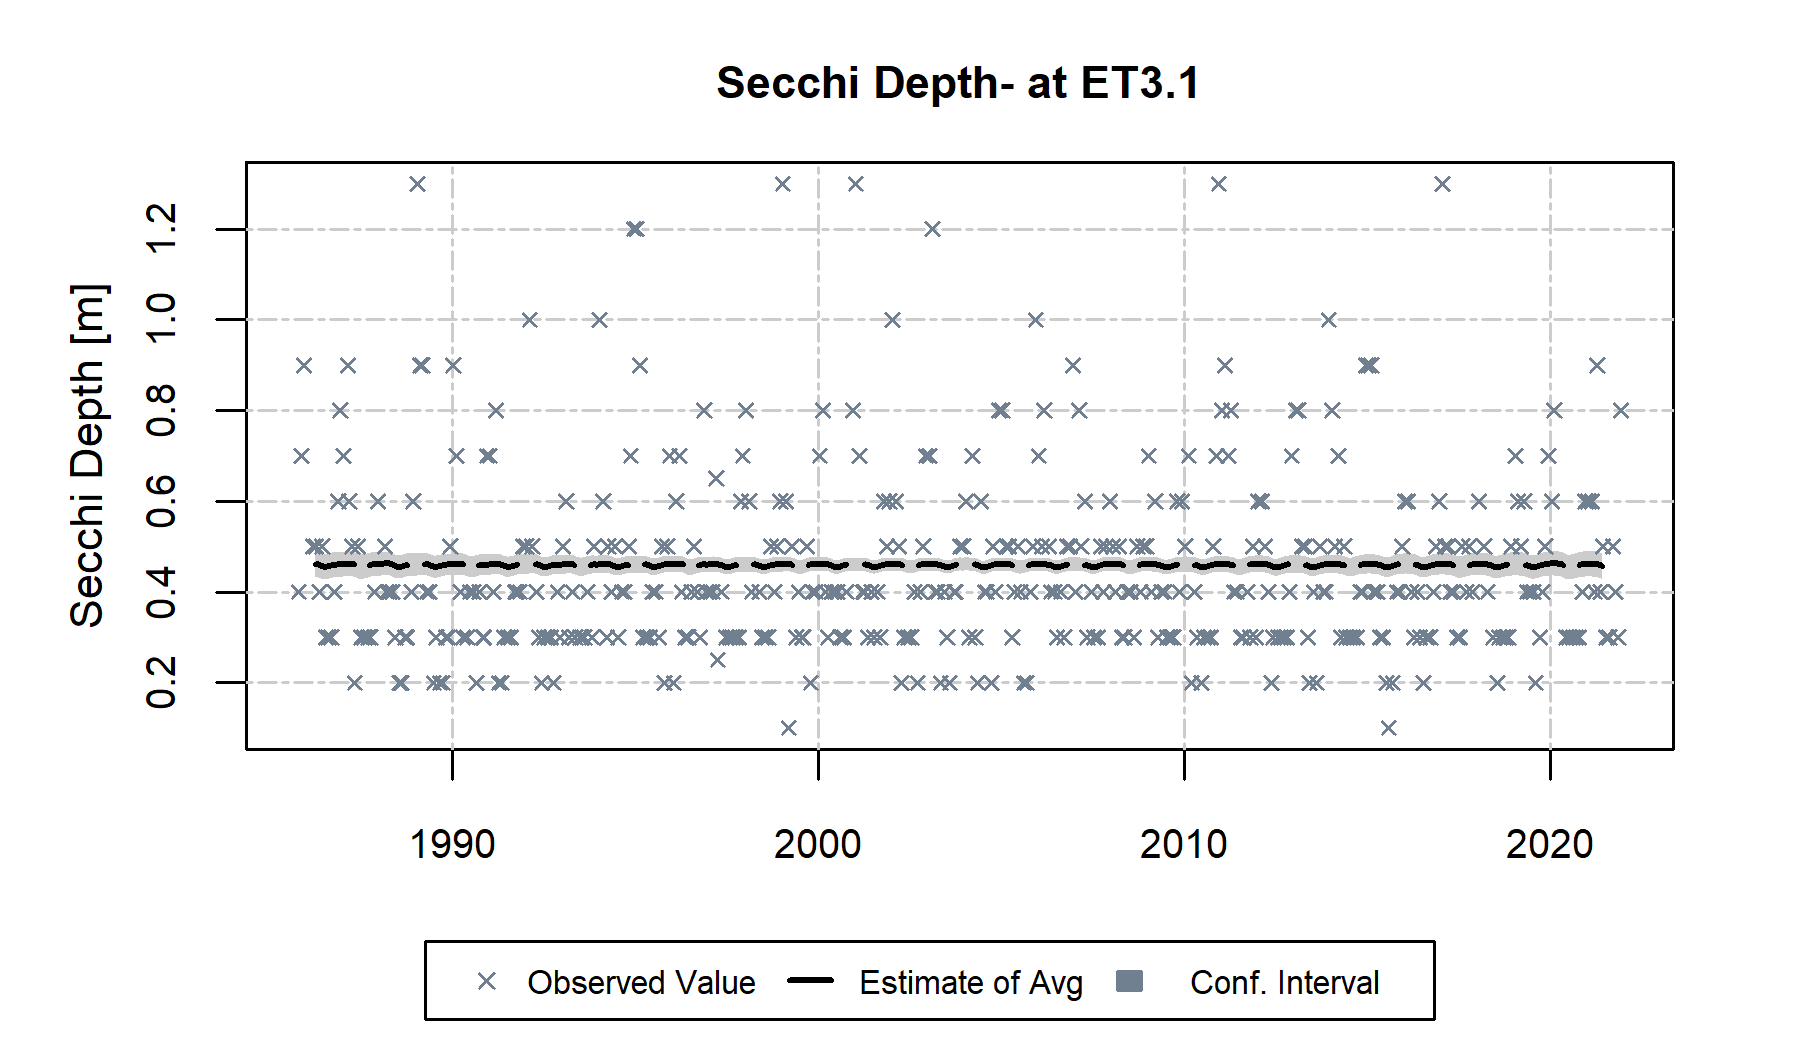 Secchi Depth- at ET3.1
Secchi Depth [m]
1.2
1.0
0.8
0.6
0.4
0.2
1990 2000 2010 2020
Observed Value Estimate of Avg Conf. Interval